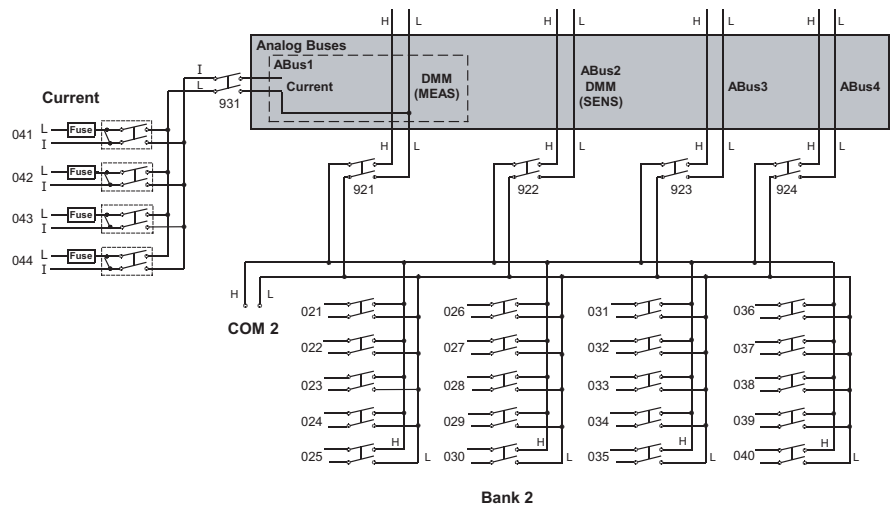 H L H L H L H L
Analog Buses
ABus1
Current
DMM
(MEAS)
ABus2
DMM
(SENS)
ABus3
ABus4
I
L
931
Current
041 L Fuse
I
042 L Fuse
I
043 L Fuse
I
044 L Fuse
I
H L H L H L H L
921 922 923 924
H L
COM 2
021 026 031 036
022 027 032 037
023 028 033 038
024 029 034 039
H H H H
025 030 035 040
L L L L
Bank 2